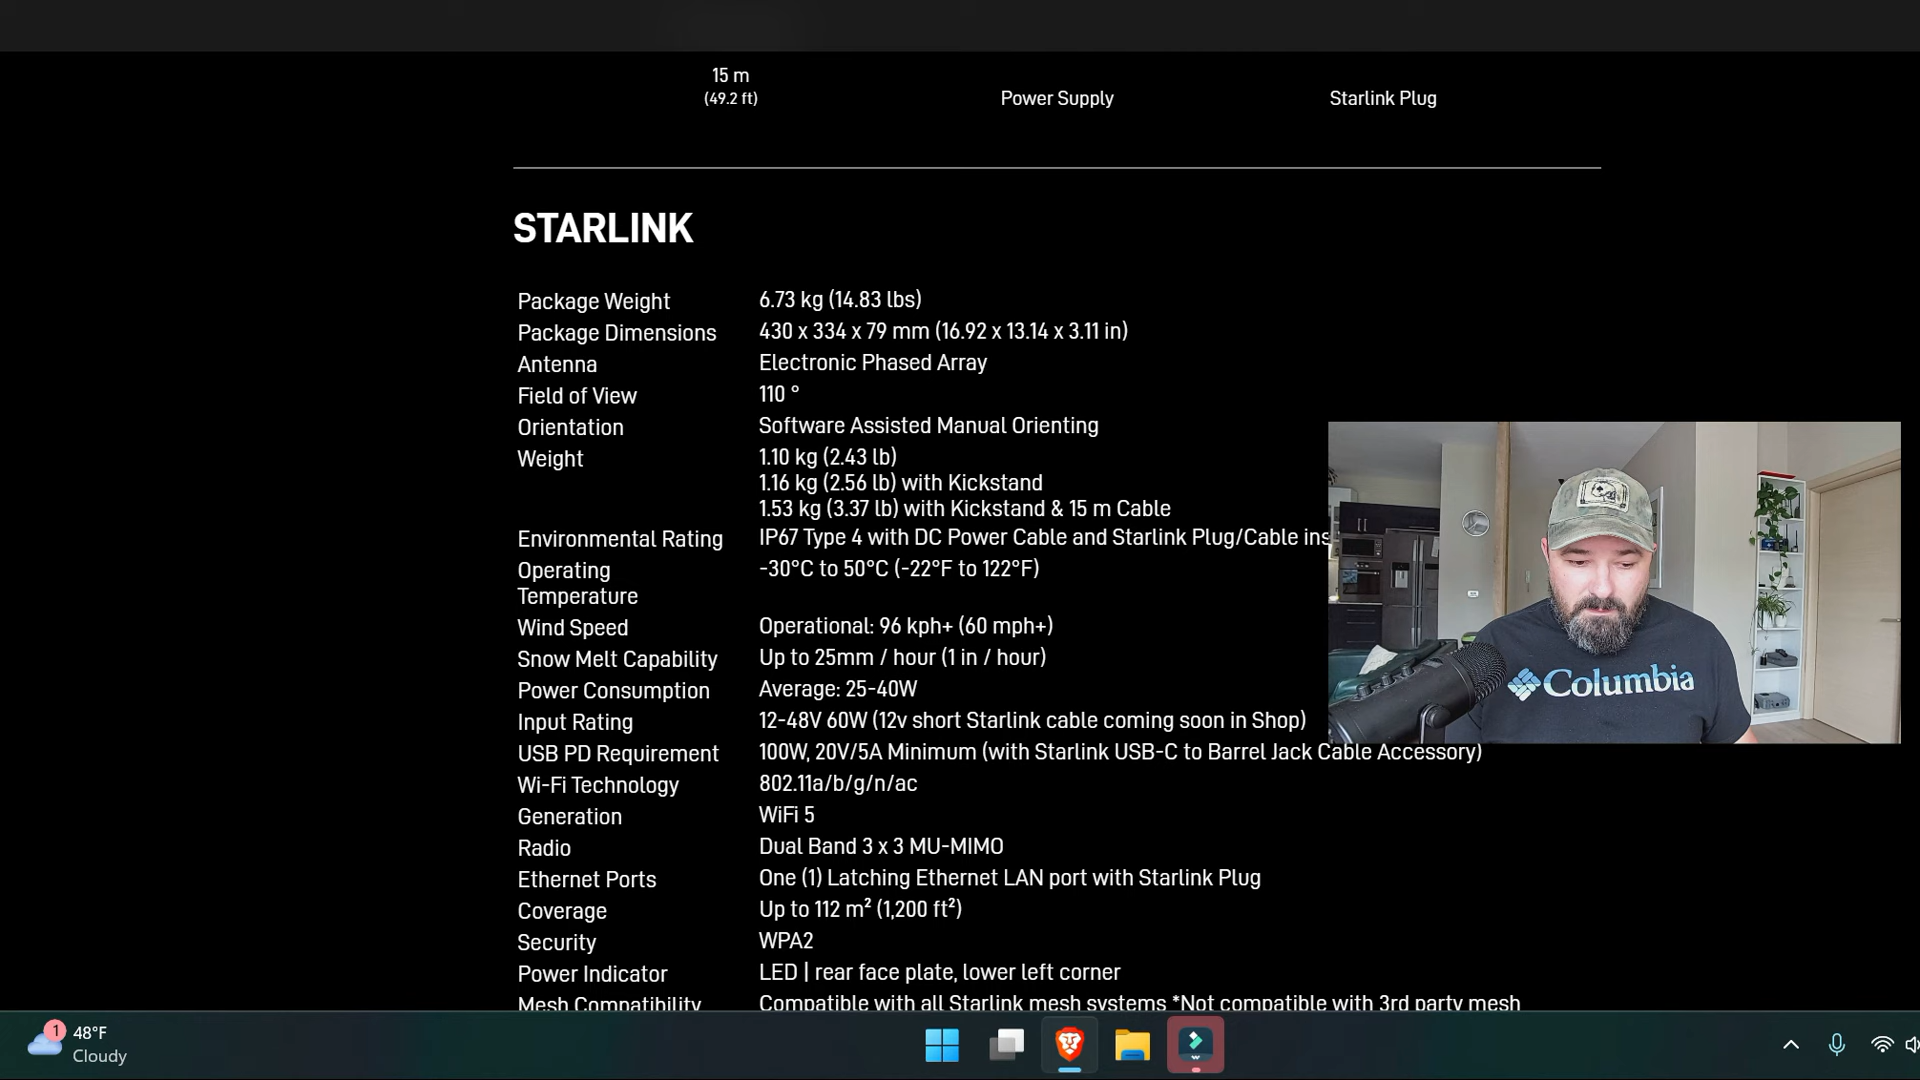 15 m
(49.2 ft)
Power Supply
Starlink Plug
STARLINK
Package Weight 6.73 kg (14.83 lbs)
Package Dimensions 430 x 334 x 79 mm (16.92 x 13.14 x 3.11 in)
Antenna Electronic Phased Array
Field of View 110 °
Orientation Software Assisted Manual Orienting
Weight 1.10 kg (2.43 lb)
1.16 kg (2.56 lb) with Kickstand
1.53 kg (3.37 lb) with Kickstand & 15 m Cable
Environmental Rating IP67 Type 4 with DC Power Cable and Starlink Plug/Cable ins
Operating -30°C to 50°C (-22°F to 122°F)
Temperature
Wind Speed Operational: 96 kph+ (60 mph+)
Snow Melt Capability Up to 25mm / hour (1 in / hour)
Power Consumption Average: 25-40W
Input Rating 12-48V 60W (12v short Starlink cable coming soon in Shop)
USB PD Requirement 100W, 20V/5A Minimum (with Starlink USB-C to Barrel Jack Cable Accessory)
Wi-Fi Technology 802.11a/b/g/n/ac
Generation WiFi 5
Radio Dual Band 3 x 3 MU-MIMO
Ethernet Ports One (1) Latching Ethernet LAN port with Starlink Plug
Coverage Up to 112 m² (1,200 ft²)
Security WPA2
Power Indicator LED | rear face plate, lower left corner
Mesh Compatibility Compatible with all Starlink mesh systems *Not compatible with 3rd party mesh
Columbia
1
48°F
Cloudy